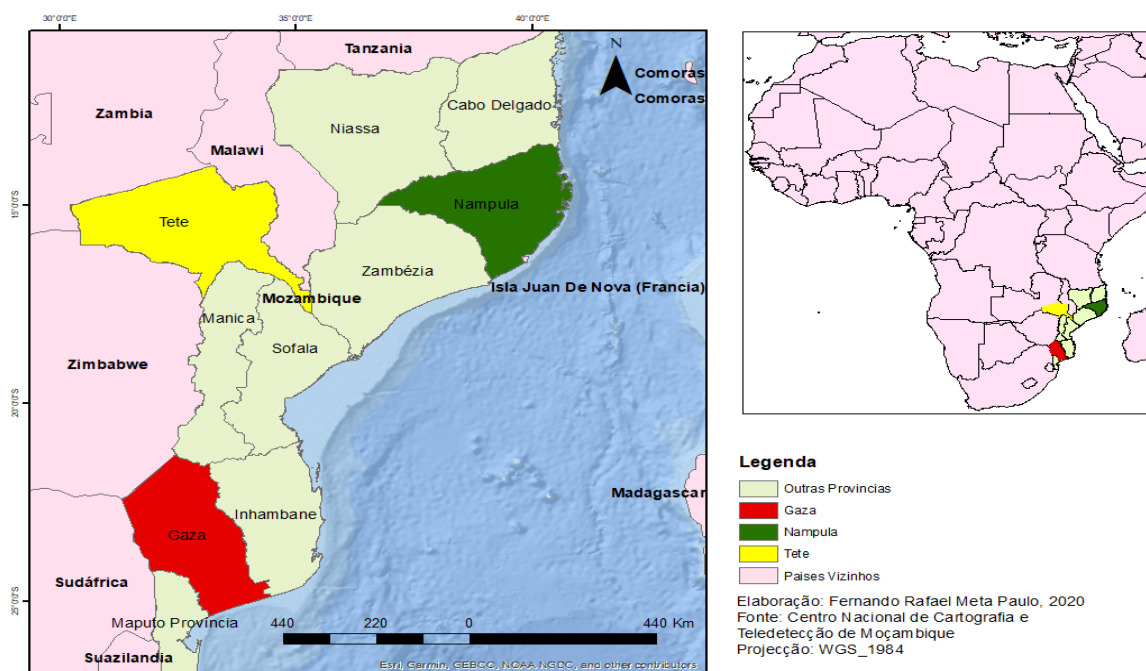 30°0'0"E
35°0'0"E
40°0'0"E
Tanzania
N
Comoras
Comoras
Cabo Delgado
Zambia
Niassa
Malawi
15°0'0"S
Nampula
Tete
Zambézia
Isla Juan De Nova (Francia)
Mozambique
Manica
Sofala
Zimbabwe
20°0'0"S
Madagascar
Inhambane
Gaza
Sudáfrica
25°0'0"S
Maputo Província
440 220 0 440 Km
Suazilandia
Esri, Garmin, GEBCO, NOAA NGDC, and other contributors
Legenda
Outras Provincias
Gaza
Nampula
Tete
Paises Vizinhos
Elaboração: Fernando Rafael Meta Paulo, 2020
Fonte: Centro Nacional de Cartografia e
Teledetecção de Moçambique
Projecção: WGS_1984